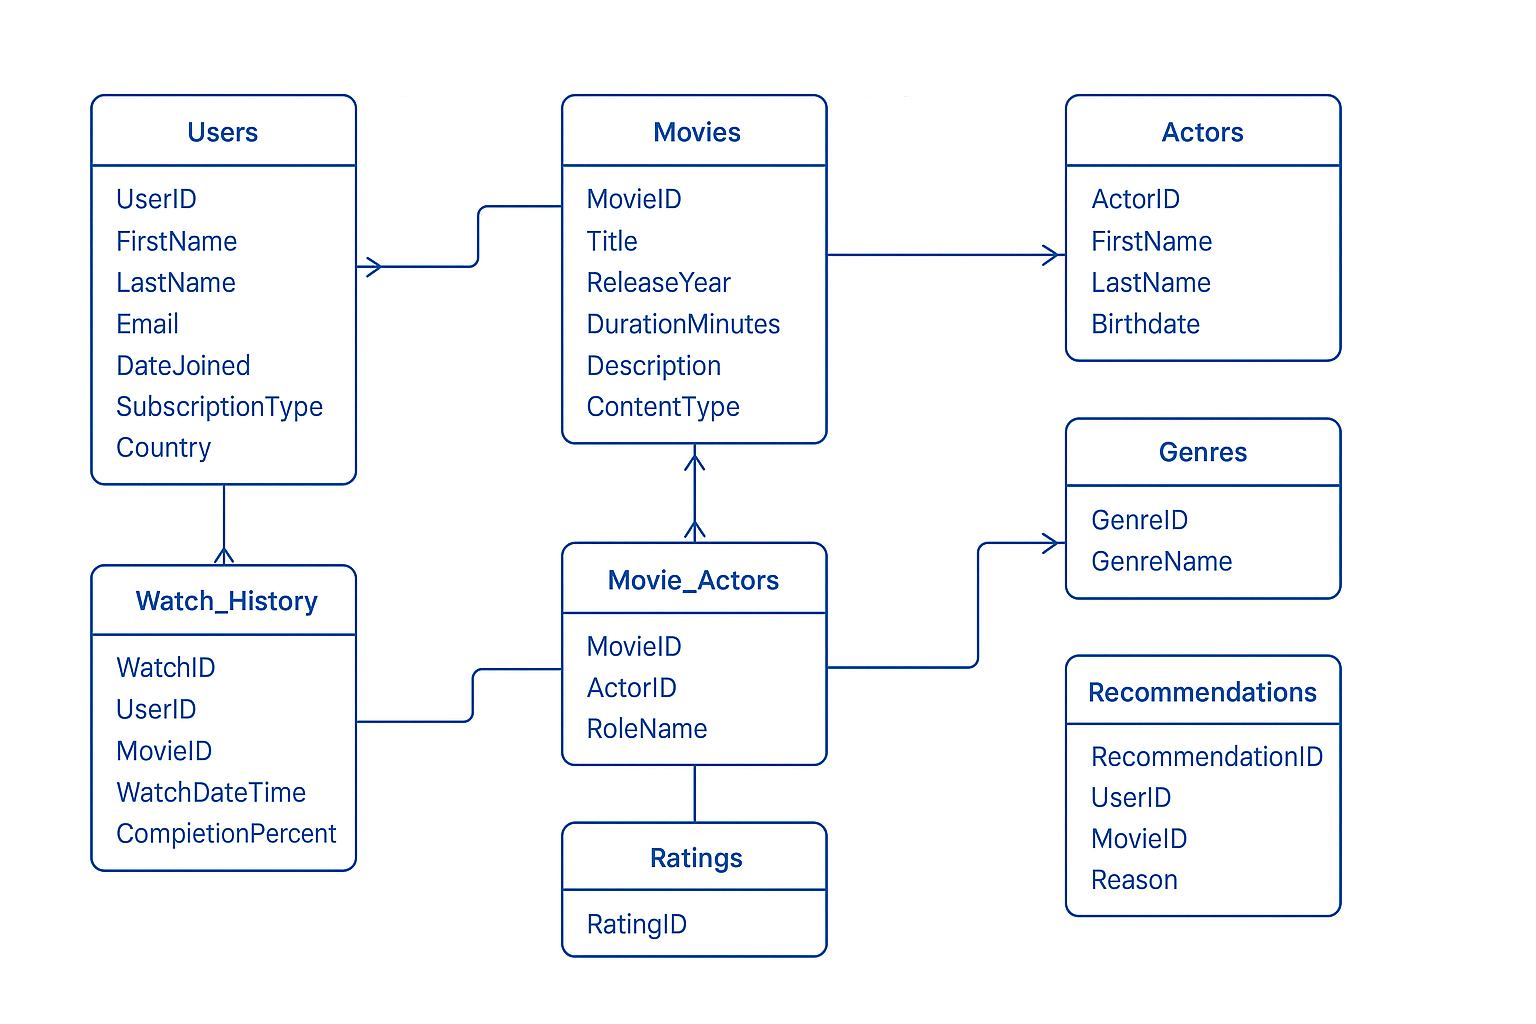 Users
UserID
FirstName
LastName
Email
DateJoined
SubscriptionType
Country
Movies
MovieID
Title
ReleaseYear
DurationMinutes
Description
ContentType
Actors
ActorID
FirstName
LastName
Birthdate
Genres
GenreID
GenreName
Watch_History
WatchID
UserID
MovieID
WatchDateTime
CompietionPercent
Movie_Actors
MovieID
ActorID
RoleName
Ratings
RatingID
Recommendations
RecommendationID
UserID
MovieID
Reason